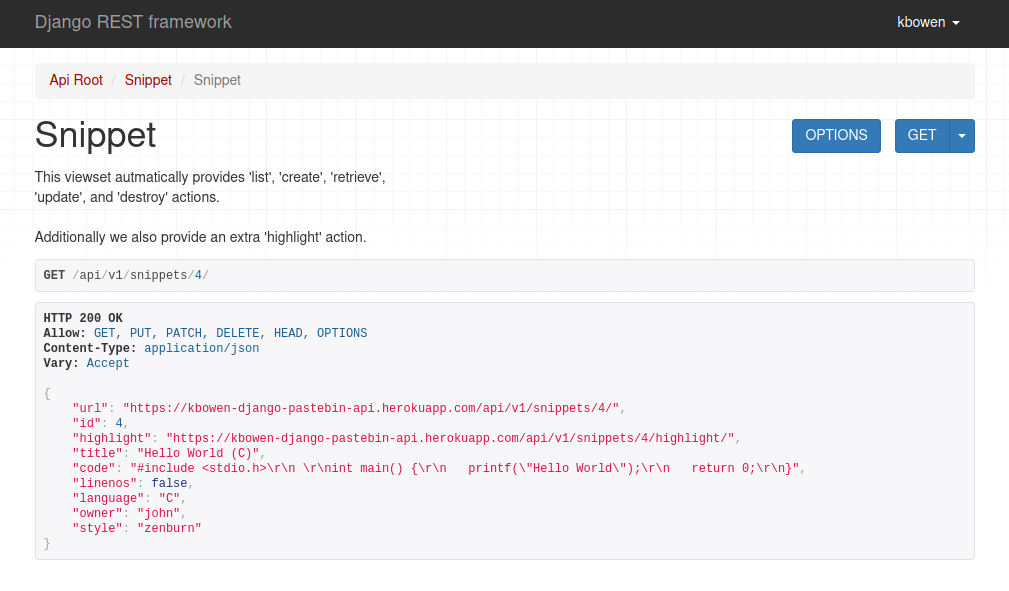 Django REST framework
kbowen
Api Root / Snippet / Snippet
Snippet
OPTIONS
GET
This viewset autmatically provides 'list', 'create', 'retrieve',
'update', and 'destroy' actions.
Additionally we also provide an extra 'highlight' action.
GET /api/v1/snippets/4/
HTTP 200 OK
Allow: GET, PUT, PATCH, DELETE, HEAD, OPTIONS
Content-Type: application/json
Vary: Accept
{
    "url": "https://kbowen-django-pastebin-api.herokuapp.com/api/v1/snippets/4/",
    "id": 4,
    "highlight": "https://kbowen-django-pastebin-api.herokuapp.com/api/v1/snippets/4/highlight/",
    "title": "Hello World (C)",
    "code": "#include <stdio.h>\r\n \r\nint main() {\r\n   printf(\"Hello World\");\r\n   return 0;\r\n}",
    "linenos": false,
    "language": "C",
    "owner": "john",
    "style": "zenburn"
}